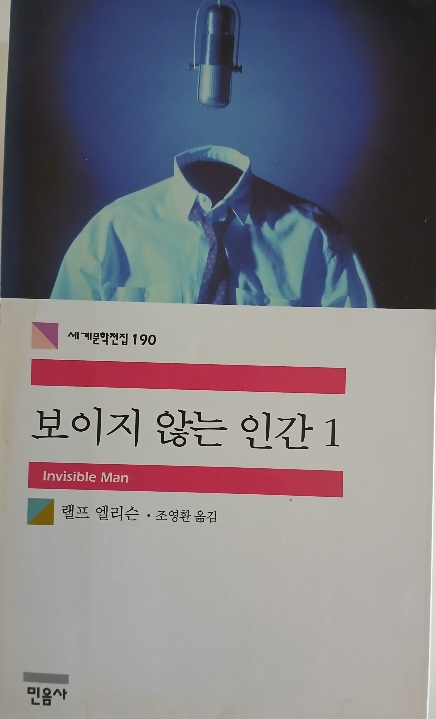 세계문학전집 190
보이지 않는 인간 1
Invisible Man
랠프 엘리슨 · 조영환 옮김
민음사